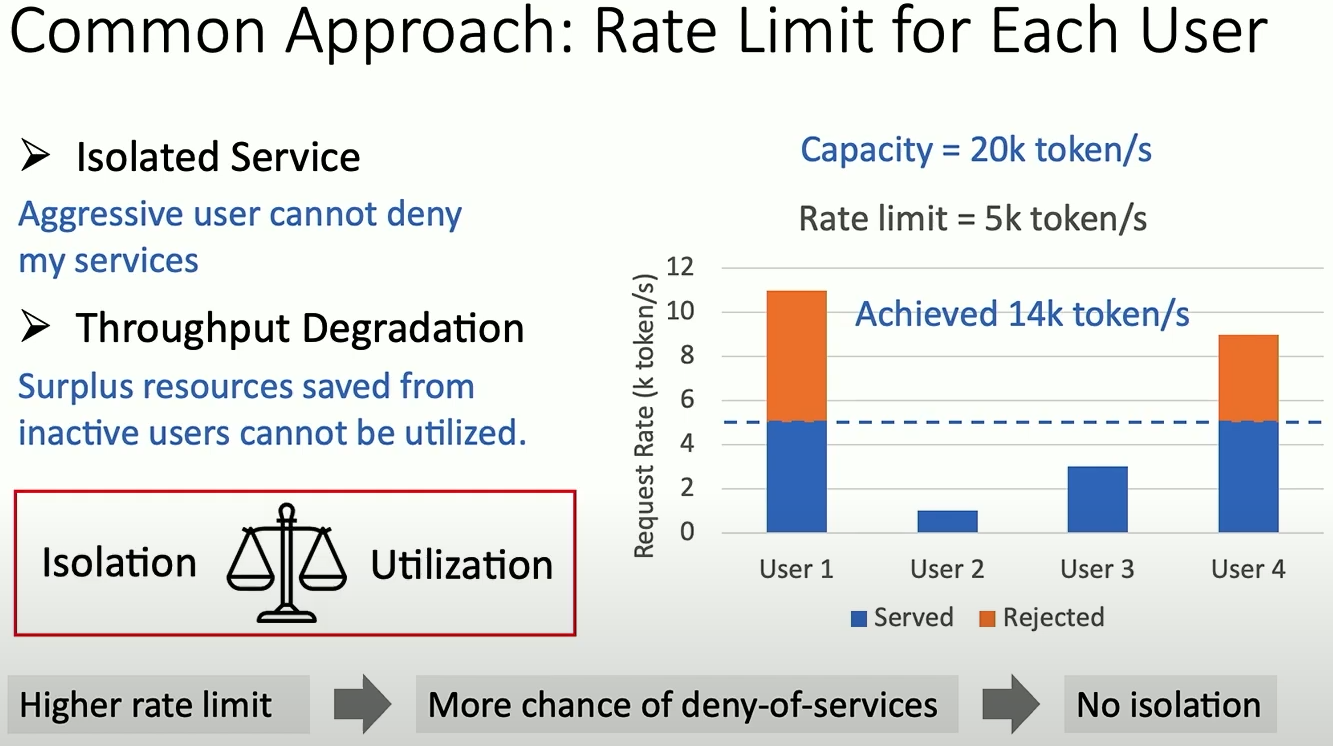 Common Approach: Rate Limit for Each User
Isolated Service
Aggressive user cannot deny
my services
Throughput Degradation
Surplus resources saved from
inactive users cannot be utilized.
Isolation
Utilization
Capacity = 20k token/s
Rate limit = 5k token/s
Achieved 14k token/s
Request Rate (k token/s)
12
10
8
6
4
2
0
User 1
User 2
User 3
User 4
Served
Rejected
Higher rate limit
More chance of deny-of-services
No isolation